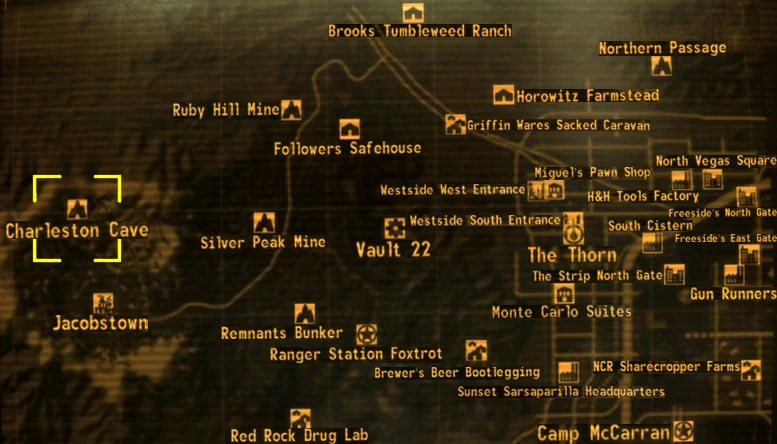 Brooks Tumbleweed Ranch
Northern Passage
Horowitz Farmstead
Ruby Hill Mine
Griffin Wares Sacked Caravan
Followers Safehouse
North Vegas Square
Miguel's Pawn Shop
Westside West Entrance
H&H Tools Factory
Freeside's North Gate
Westside South Entrance
South Cistern
Charleston Cave
Silver Peak Mine
Vault 22
Freeside's East Gate
The Thorn
The Strip North Gate
Gun Runners
Monte Carlo Suites
Jacobstown
Remnants Bunker
Ranger Station Foxtrot
Brewer's Beer Bootlegging
NCR Sharecropper Farms
Sunset Sarsaparilla Headquarters
Red Rock Drug Lab
Camp McCarran